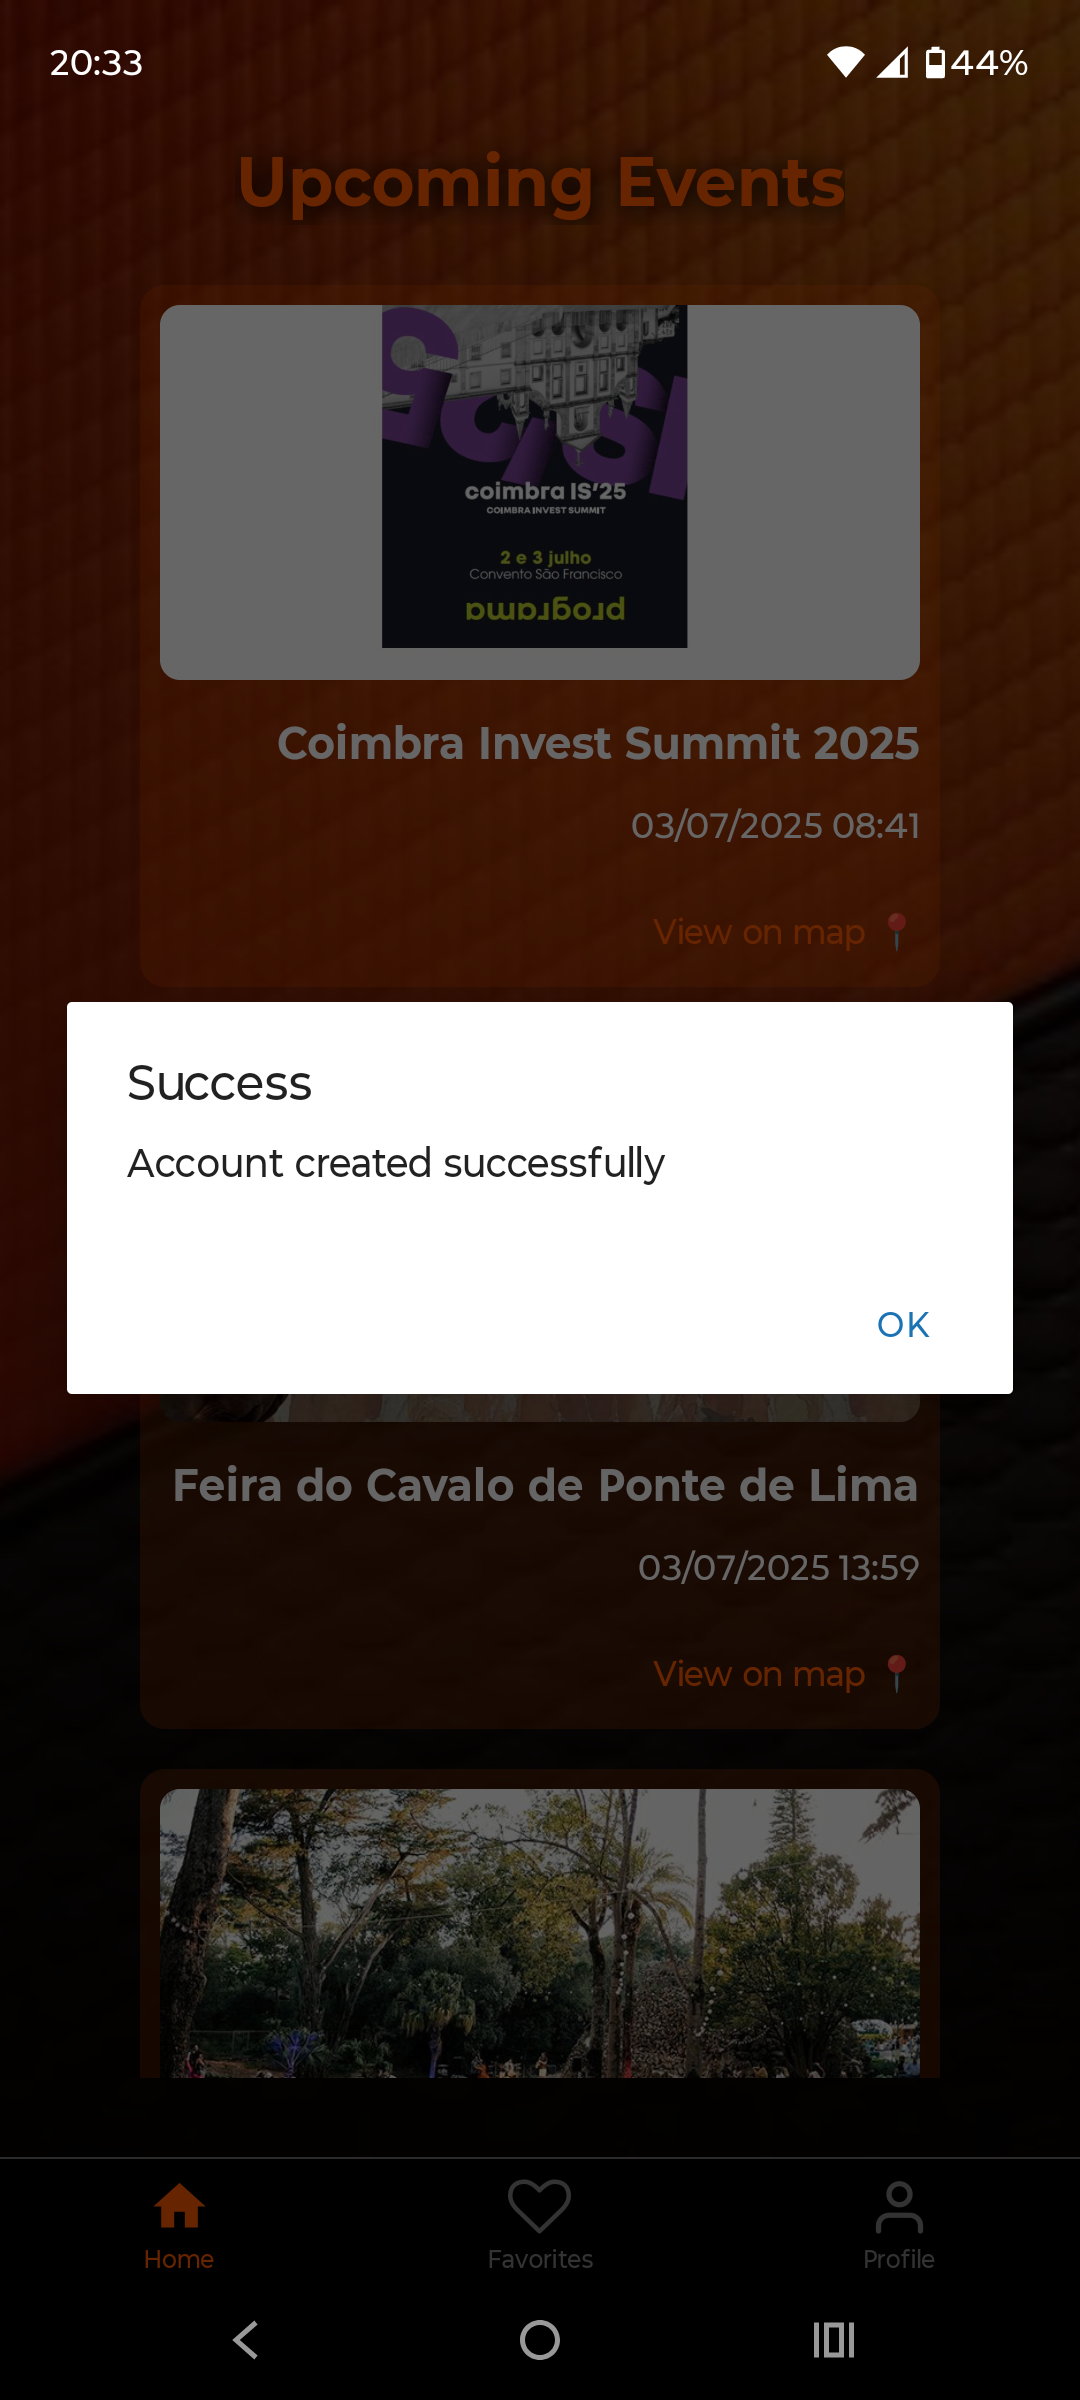 20:33
44%
Upcoming Events
coimbra IS'25
COIMBRA INVEST SUMMIT
2 e 3 julho
Convento São Francisco
programa
Coimbra Invest Summit 2025
03/07/2025 08:41
View on map 📍
Success
Account created successfully
OK
Feira do Cavalo de Ponte de Lima
03/07/2025 13:59
View on map 📍
Home
Favorites
Profile